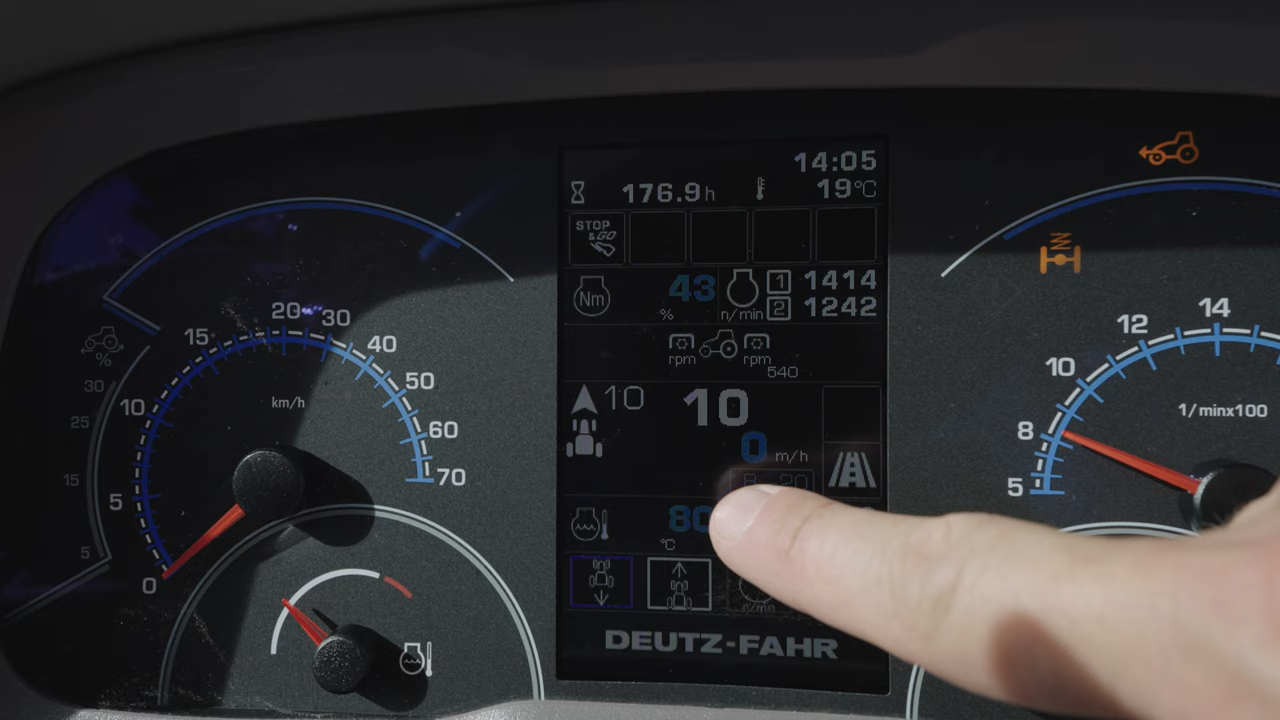 14:05
176.9h
19°C
STOP
&GO
Nm
43
%
n/min
1 1414
2 1242
rpm
rpm
540
10
10
0
m/h
80
°C
n/min
DEUTZ-FAHR
%
30
25
15
5
0
5
10
15
20
30
40
50
60
70
km/h
5
8
10
12
14
1/minx100